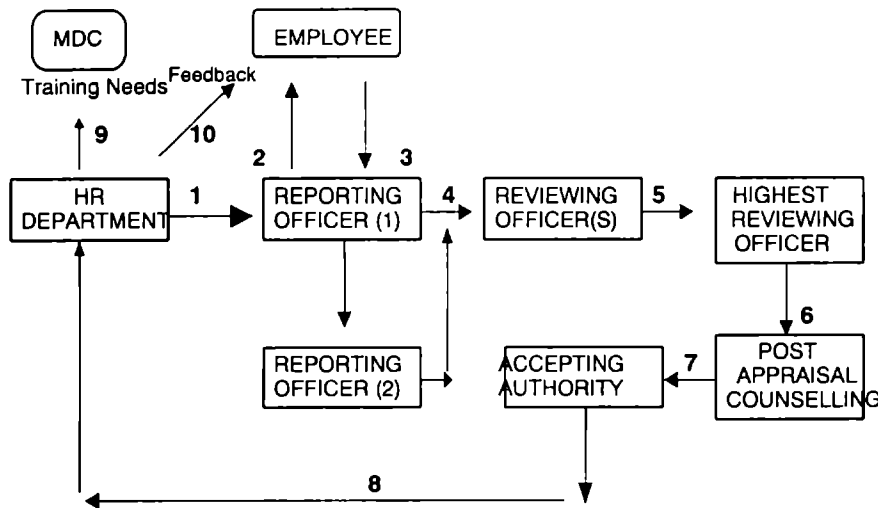 MDC
EMPLOYEE
Training Needs
Feedback
9
10
2
3
HR
DEPARTMENT
1
REPORTING
OFFICER (1)
4
REVIEWING
OFFICER(S)
5
HIGHEST
REVIEWING
OFFICER
6
REPORTING
OFFICER (2)
ACCEPTING
AUTHORITY
7
POST
APPRAISAL
COUNSELLING
8